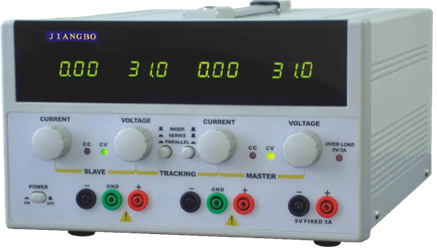 JIANGBO
0.00 31.0 0.00 31.0
CURRENT VOLTAGE CURRENT VOLTAGE
INDEP.
SERIES
PARALLEL
CC CV CC CV
OVER LOAD
5V/3A
SLAVE TRACKING MASTER
POWER
ON OFF
- GND + - GND + - +
5V FIXED 3A